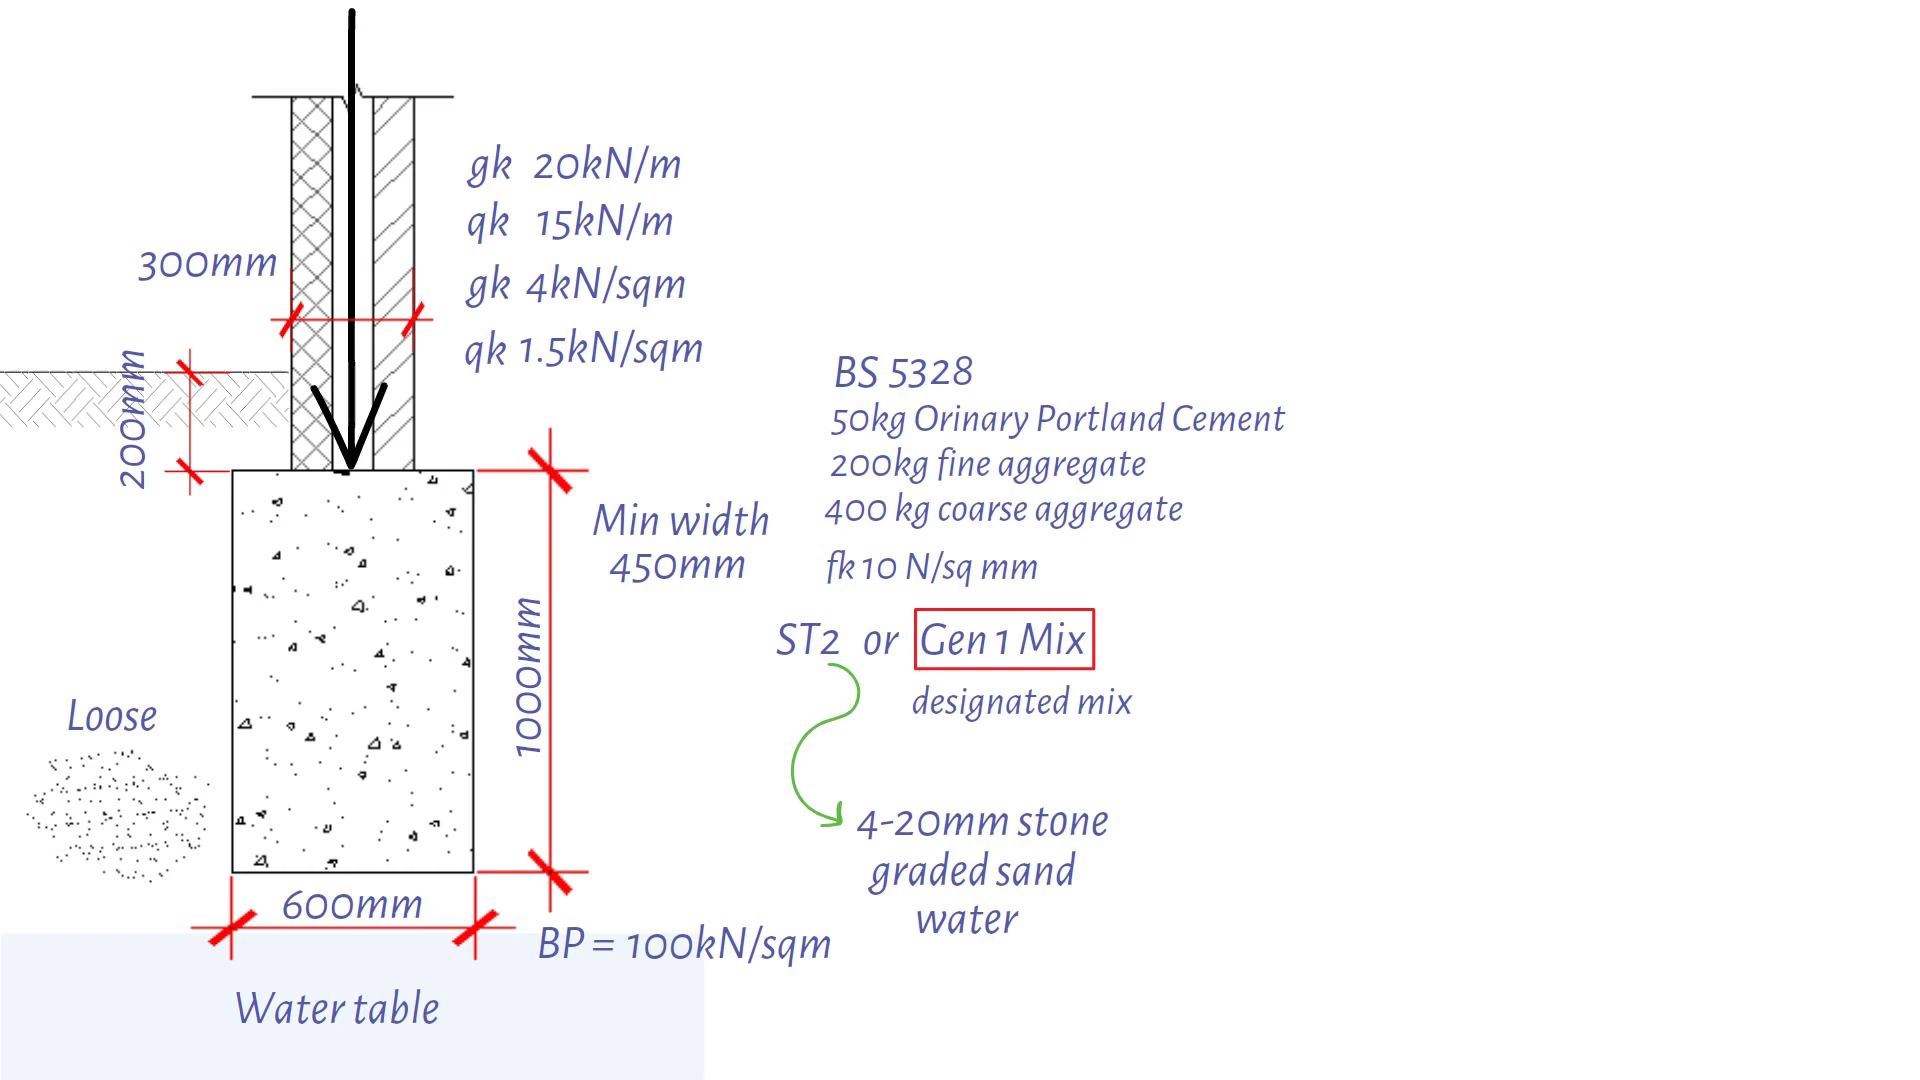 gk 20kN/m
qk 15kN/m
300mm
gk 4kN/sqm
qk 1.5kN/sqm
200mm
BS 5328
50kg Orinary Portland Cement
200kg fine aggregate
400 kg coarse aggregate
Min width
450mm
fk 10 N/sq mm
1000mm
ST2 or Gen 1 Mix
designated mix
Loose
4-20mm stone
graded sand
water
600mm
BP = 100kN/sqm
Water table